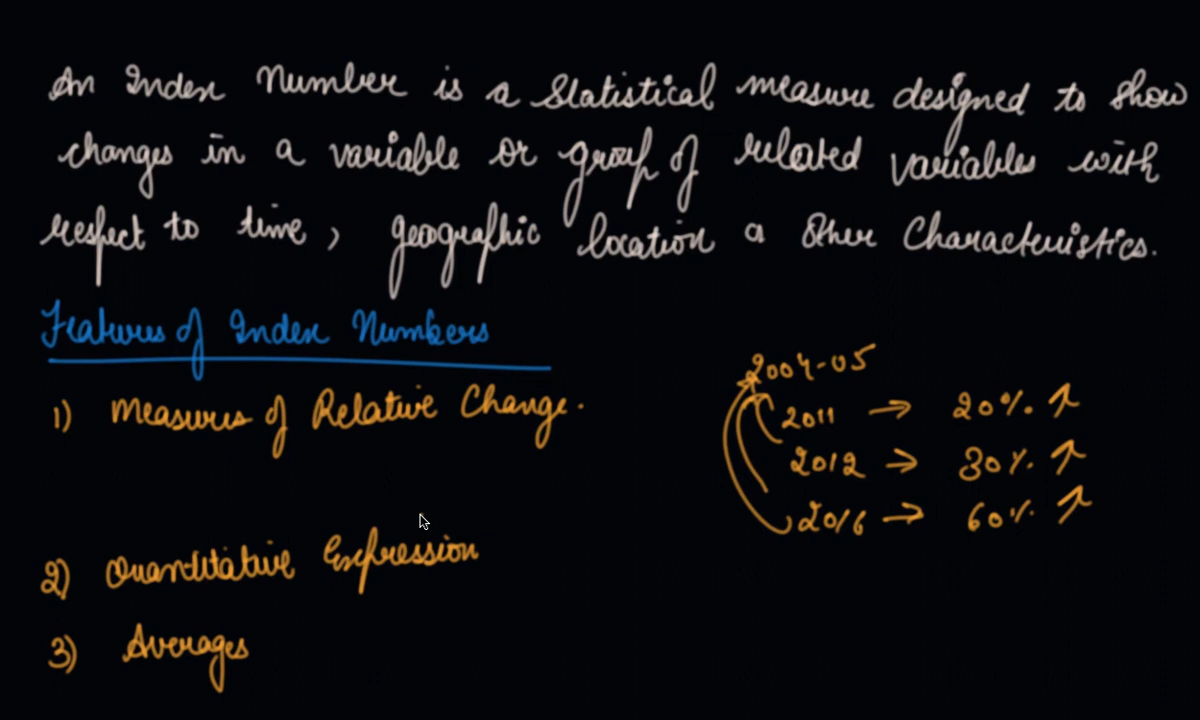 An Index Number is a Statistical measure designed to show
changes in a variable or group of related variables with
respect to time, geographic location or other Characteristics.
Features of Index Numbers
1) Measures of Relative Change.
2004-05
2011 → 20% ↑
2012 → 30% ↑
2016 → 60% ↑
2) Quantitative Expression
3) Averages